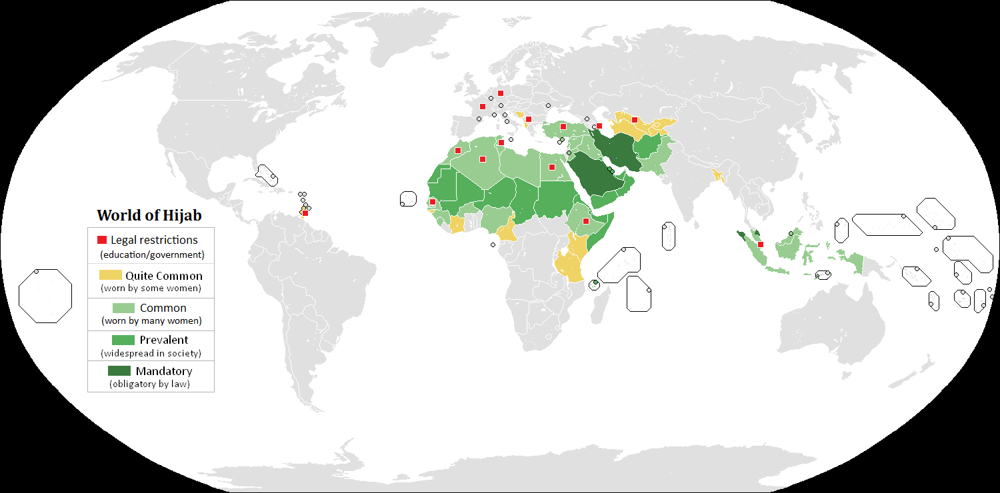 World of Hijab
Legal restrictions
(education/government)
Quite Common
(worn by some women)
Common
(worn by many women)
Prevalent
(widespread in society)
Mandatory
(obligatory by law)